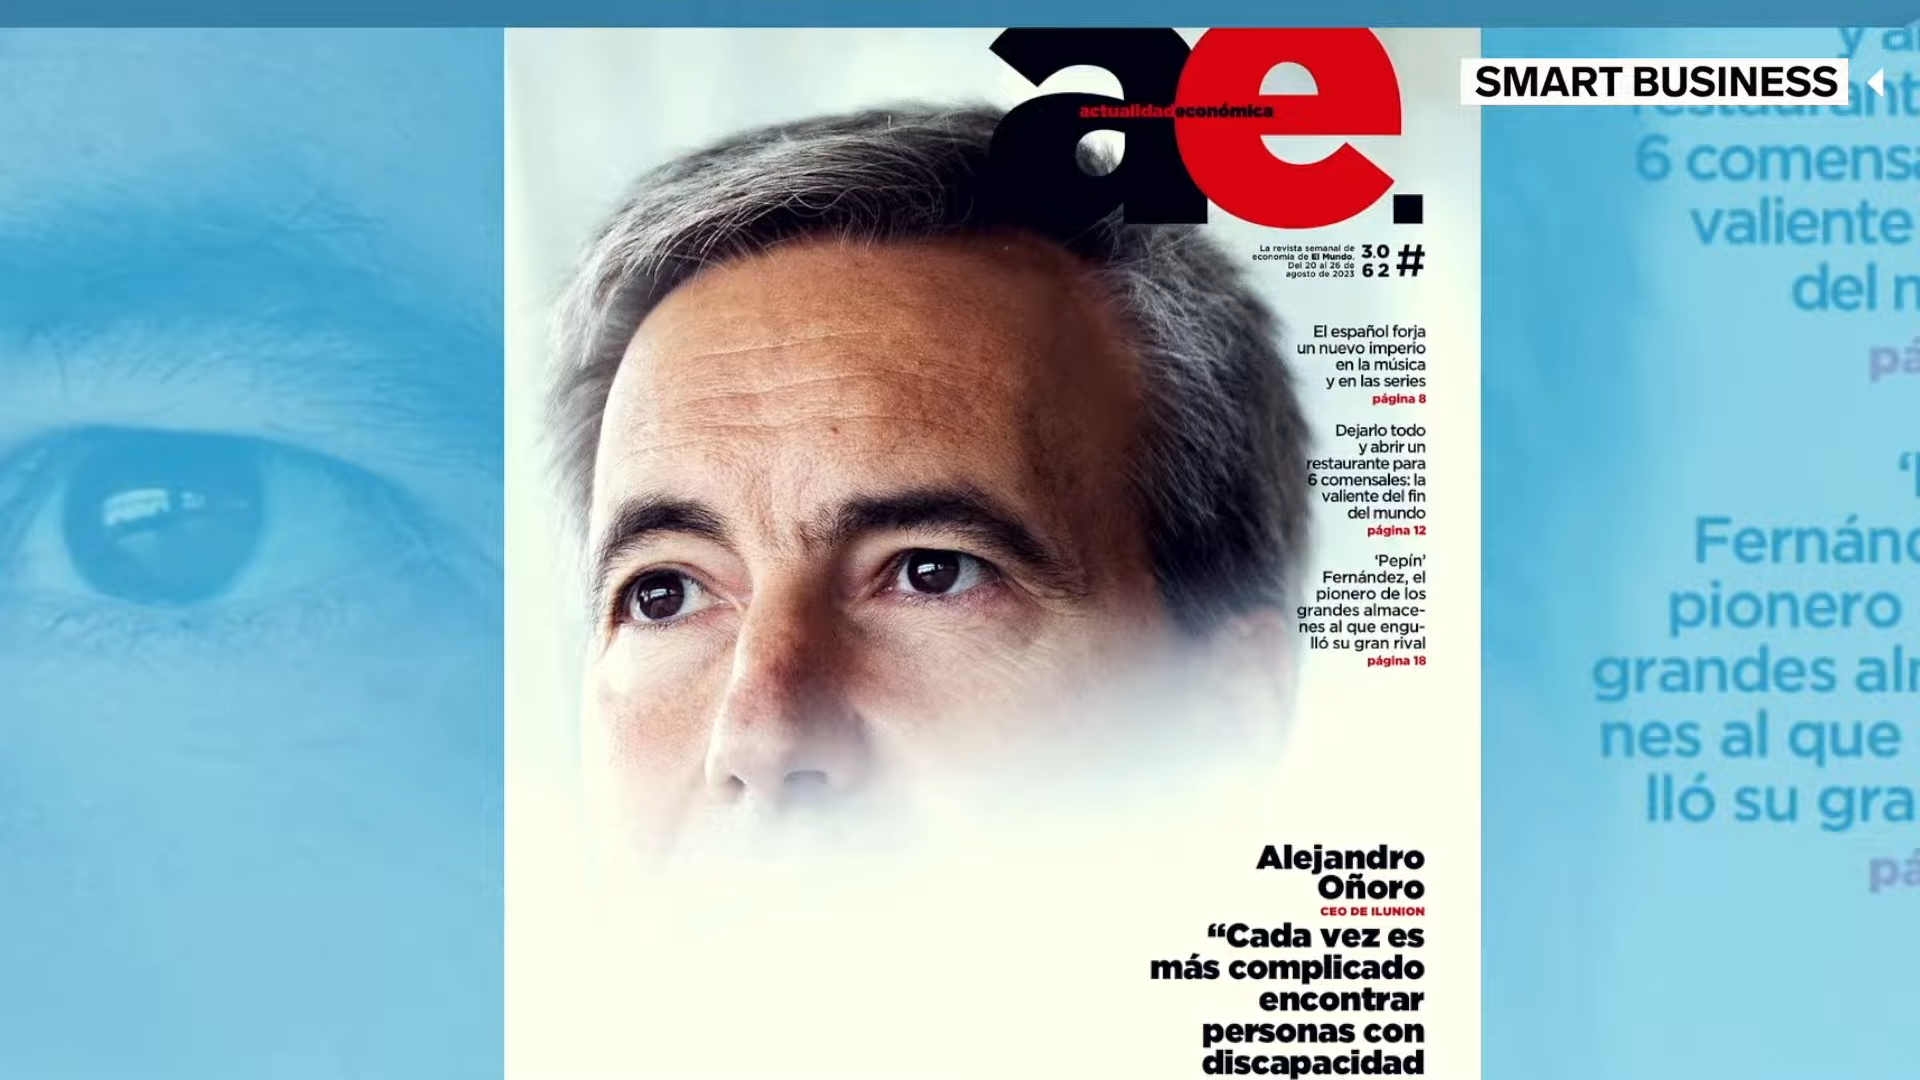 SMART BUSINESS
ae.
actualidadeconómica
La revista semanal de
economía de El Mundo.
Del 20 al 26 de
agosto de 2023
3.0
62
#
El español forja
un nuevo imperio
en la música
y en las series
página 8
Dejarlo todo
y abrir un
restaurante para
6 comensales: la
valiente del fin
del mundo
página 12
‘Pepín’
Fernández, el
pionero de los
grandes almace-
nes al que engu-
lló su gran rival
página 18
Alejandro
Oñoro
CEO DE ILUNION
“Cada vez es
más complicado
encontrar
personas con
discapacidad
6 comensa
valiente
del
Fernánd
pionero
grandes al
nes al que
lló su gra